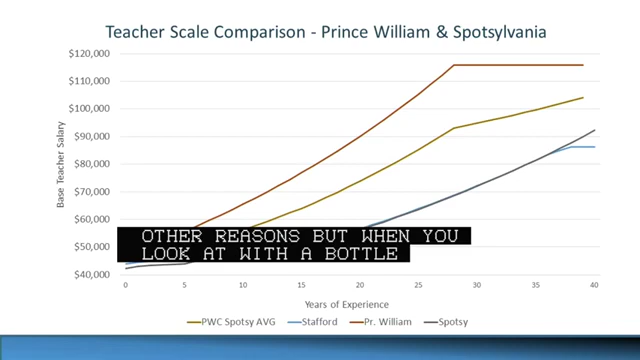 Teacher Scale Comparison - Prince William & Spotsylvania
$120,000
$110,000
$100,000
$90,000
$80,000
$70,000
$60,000
$50,000
$40,000
Base Teacher Salary
OTHER REASONS BUT WHEN YOU
LOOK AT WITH A BOTTLE
0 5 10 15 20 25 30 35 40
Years of Experience
PWC Spotsy AVG Stafford Pr. William Spotsy